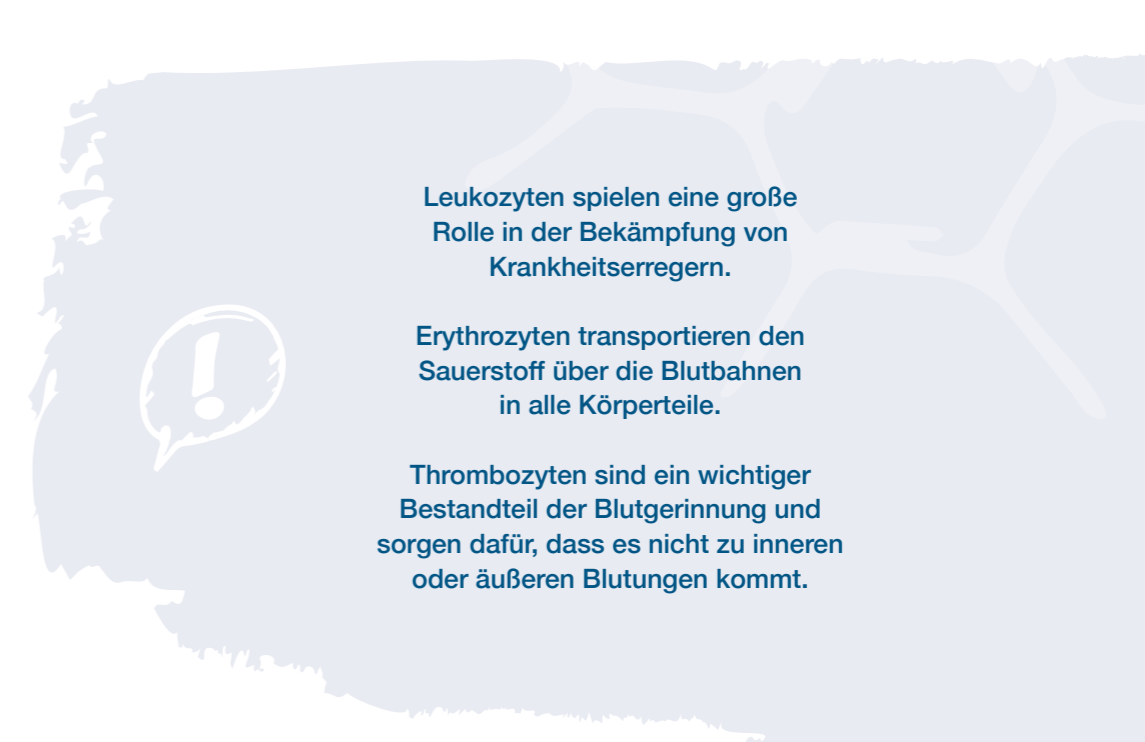 Leukozyten spielen eine große
Rolle in der Bekämpfung von
Krankheitserregern.
Erythrozyten transportieren den
Sauerstoff über die Blutbahnen
in alle Körperteile.
Thrombozyten sind ein wichtiger
Bestandteil der Blutgerinnung und
sorgen dafür, dass es nicht zu inneren
oder äußeren Blutungen kommt.